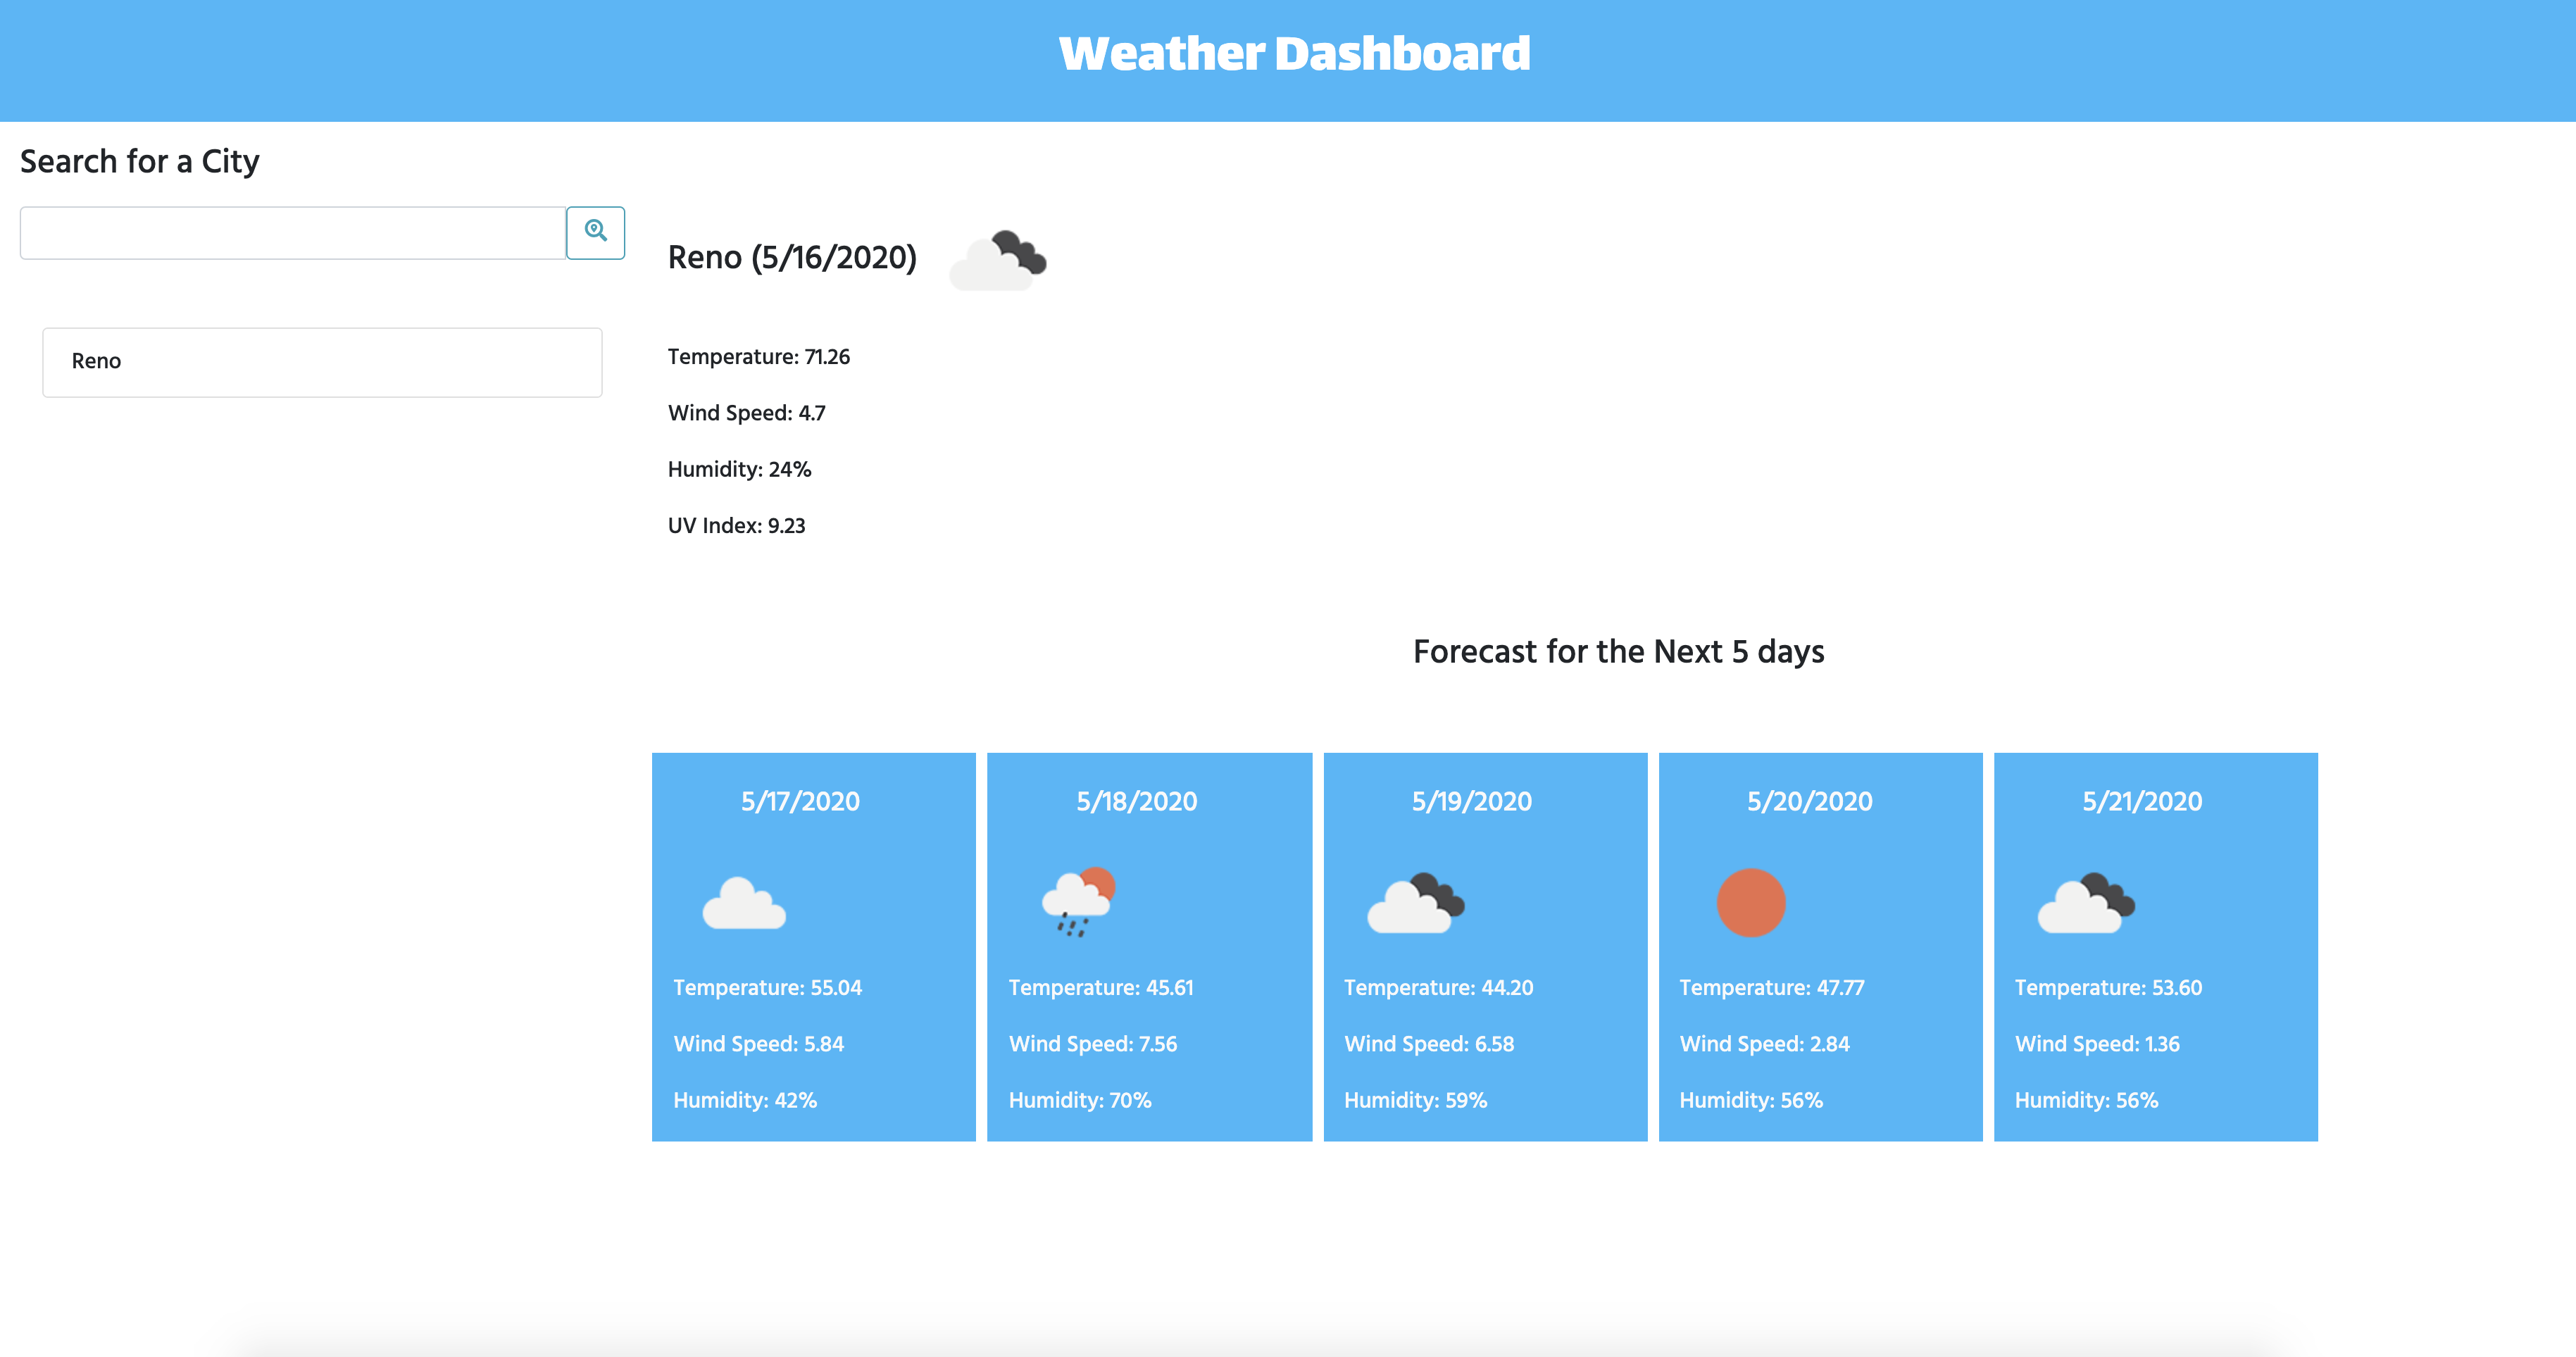 Weather Dashboard
Search for a City
Reno
Reno (5/16/2020)
Temperature: 71.26
Wind Speed: 4.7
Humidity: 24%
UV Index: 9.23
Forecast for the Next 5 days
5/17/2020
Temperature: 55.04
Wind Speed: 5.84
Humidity: 42%
5/18/2020
Temperature: 45.61
Wind Speed: 7.56
Humidity: 70%
5/19/2020
Temperature: 44.20
Wind Speed: 6.58
Humidity: 59%
5/20/2020
Temperature: 47.77
Wind Speed: 2.84
Humidity: 56%
5/21/2020
Temperature: 53.60
Wind Speed: 1.36
Humidity: 56%